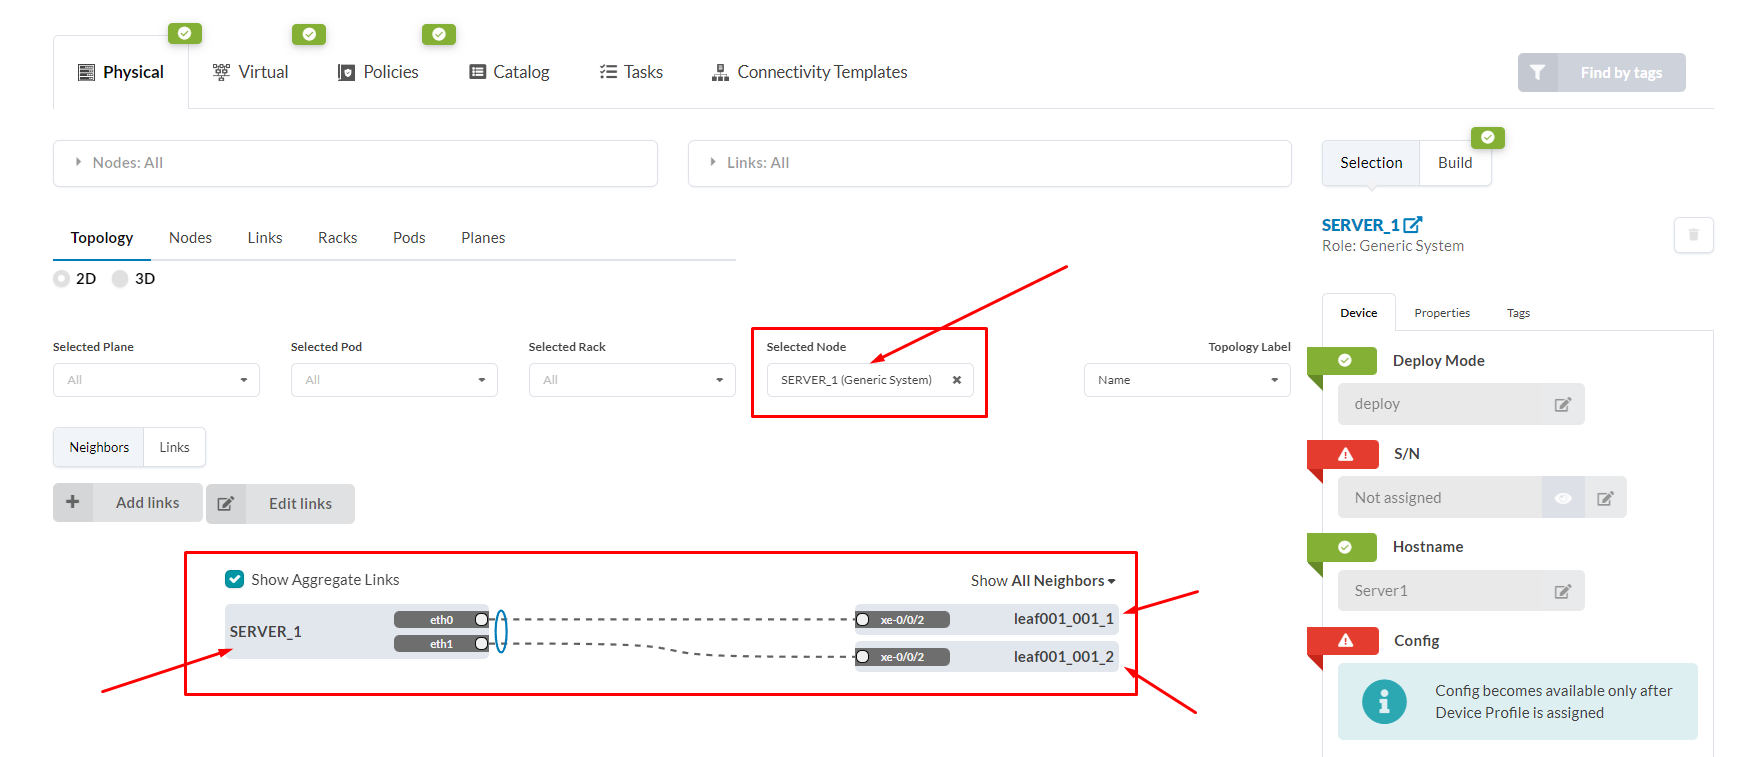 Physical Virtual Policies Catalog Tasks Connectivity Templates Find by tags
Nodes: All Links: All Selection Build
SERVER_1
Role: Generic System
Topology Nodes Links Racks Pods Planes
2D 3D
Device Properties Tags
Selected Plane Selected Pod Selected Rack Selected Node Topology Label
All All All SERVER_1 (Generic System) Name
Deploy Mode
deploy
Neighbors Links
S/N
Not assigned
Add links Edit links
Hostname
Server1
Show Aggregate Links Show All Neighbors
SERVER_1
eth0 xe-0/0/2 leaf001_001_1
eth1 xe-0/0/2 leaf001_001_2
Config
Config becomes available only after
Device Profile is assigned